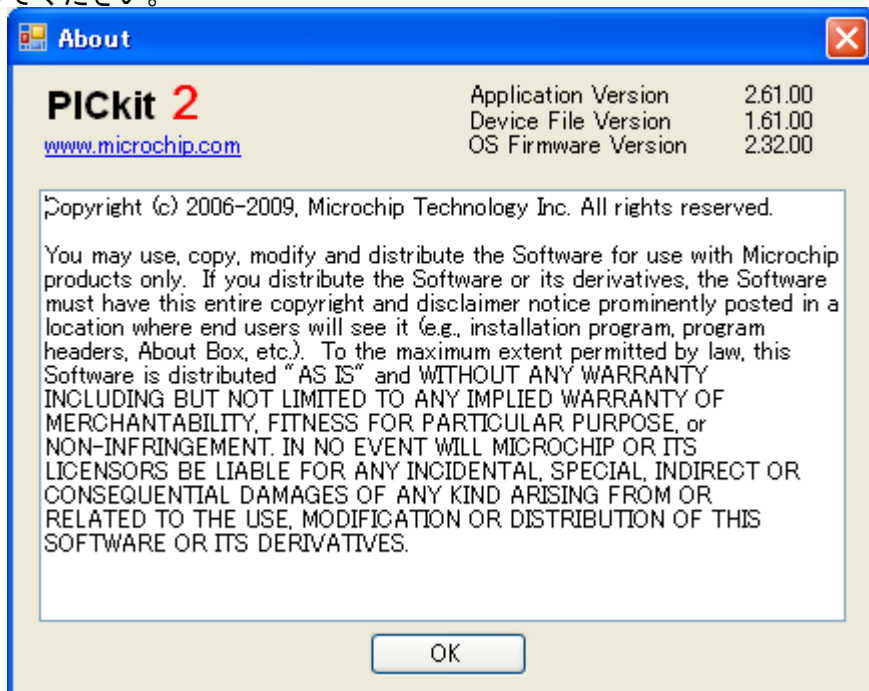 てください。
About
PICkit 2
www.microchip.com
Application Version 2.61.00
Device File Version 1.61.00
OS Firmware Version 2.32.00
Copyright (c) 2006-2009, Microchip Technology Inc. All rights reserved.
You may use, copy, modify and distribute the Software for use with Microchip
products only. If you distribute the Software or its derivatives, the Software
must have this entire copyright and disclaimer notice prominently posted in a
location where end users will see it (e.g., installation program, program
headers, About Box, etc.). To the maximum extent permitted by law, this
Software is distributed "AS IS" and WITHOUT ANY WARRANTY
INCLUDING BUT NOT LIMITED TO ANY IMPLIED WARRANTY OF
MERCHANTABILITY, FITNESS FOR PARTICULAR PURPOSE, or
NON-INFRINGEMENT. IN NO EVENT WILL MICROCHIP OR ITS
LICENSORS BE LIABLE FOR ANY INCIDENTAL, SPECIAL, INDIRECT OR
CONSEQUENTIAL DAMAGES OF ANY KIND ARISING FROM OR
RELATED TO THE USE, MODIFICATION OR DISTRIBUTION OF THIS
SOFTWARE OR ITS DERIVATIVES.
OK